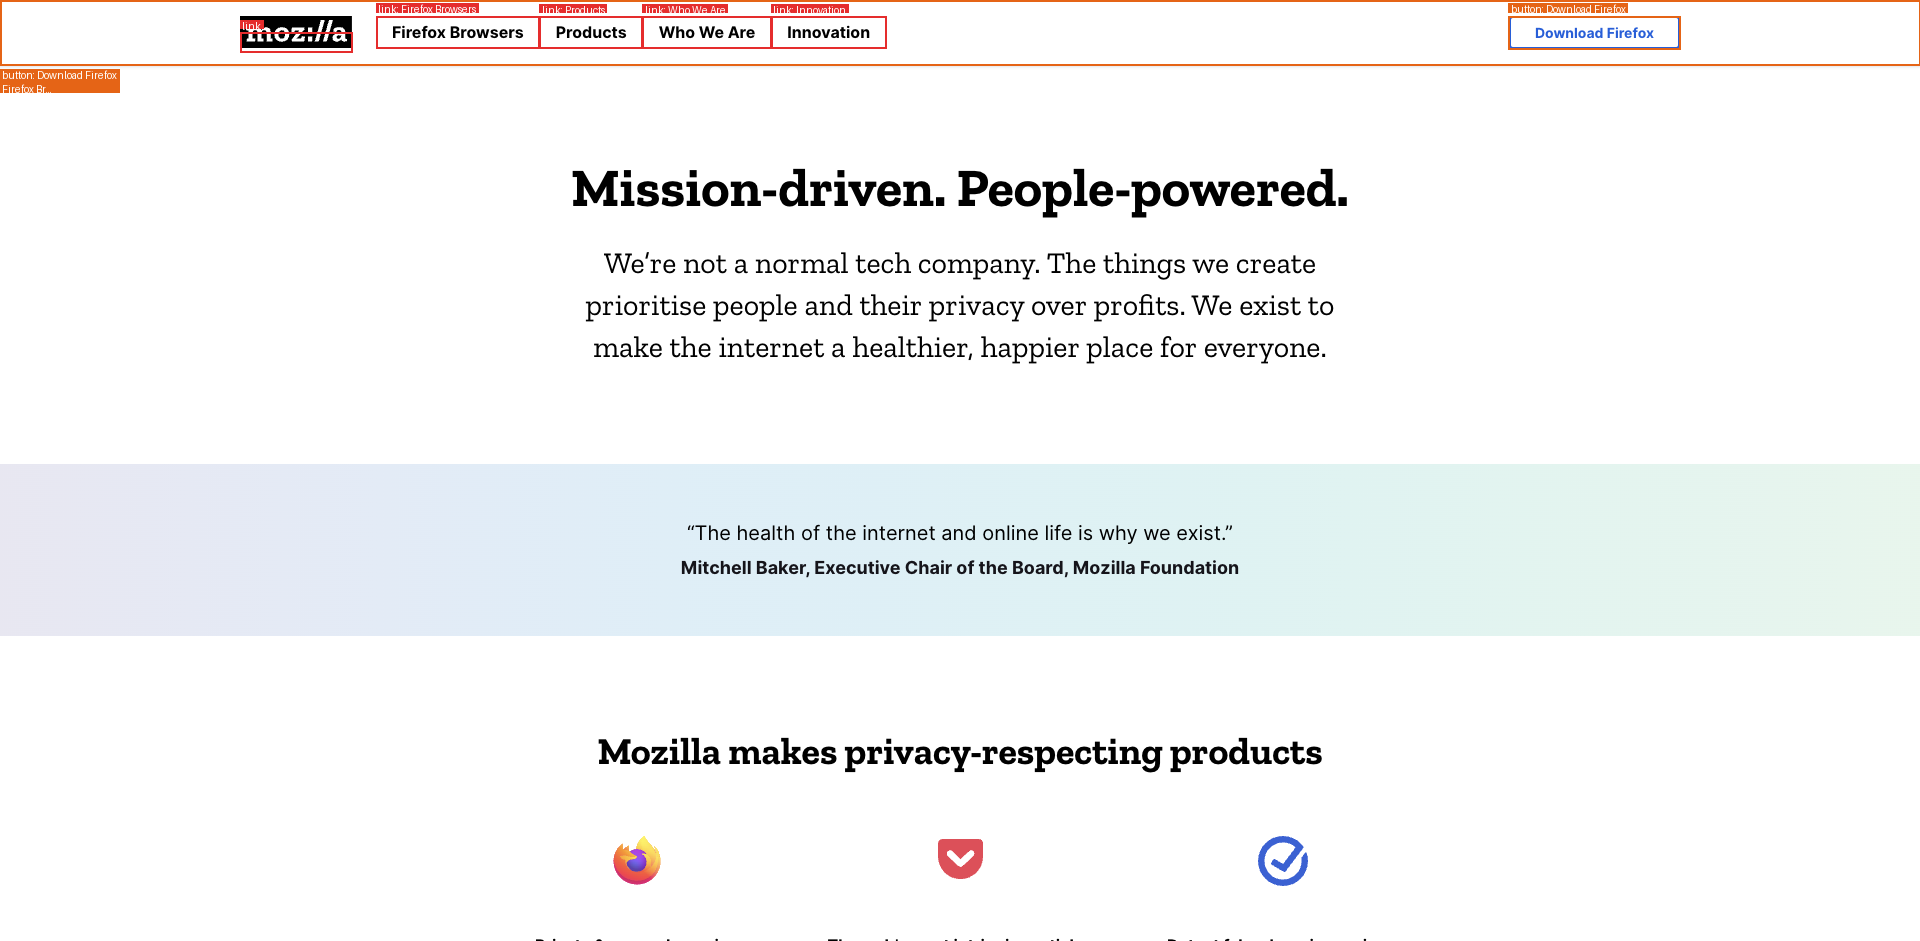 link: Firefox Browsers
link: Products
link: Who We Are
link: Innovation
button: Download Firefox
link
moz://a
Firefox Browsers
Products
Who We Are
Innovation
Download Firefox
button: Download Firefox
Firefox Br...
Mission-driven. People-powered.
We’re not a normal tech company. The things we create
prioritise people and their privacy over profits. We exist to
make the internet a healthier, happier place for everyone.
“The health of the internet and online life is why we exist.”
Mitchell Baker, Executive Chair of the Board, Mozilla Foundation
Mozilla makes privacy-respecting products